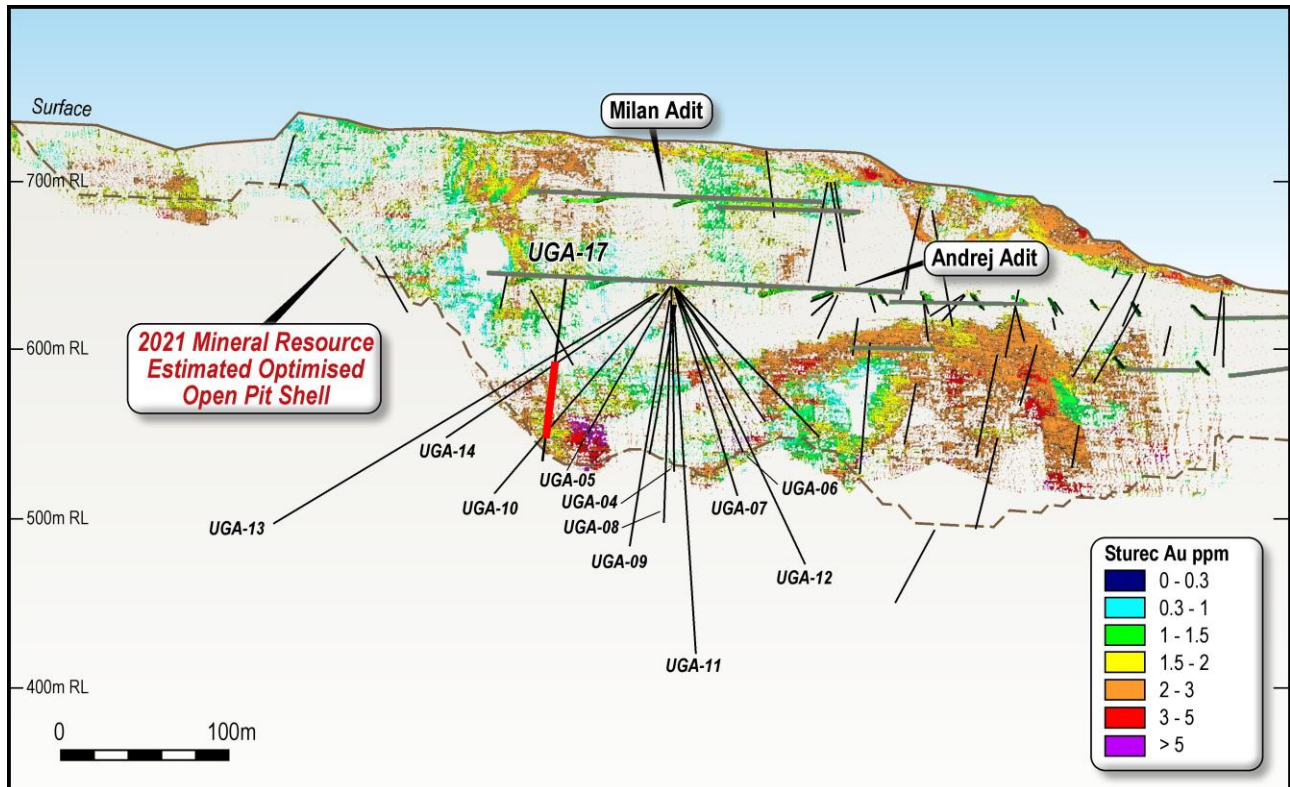 Surface
Milan Adit
700m RL
UGA-17
Andrej Adit
2021 Mineral Resource
Estimated Optimised
Open Pit Shell
600m RL
UGA-14
UGA-05
UGA-06
UGA-10
UGA-04
UGA-07
UGA-13
500m RL
UGA-08
UGA-09
UGA-12
UGA-11
400m RL
0 100m
Sturec Au ppm
0 - 0.3
0.3 - 1
1 - 1.5
1.5 - 2
2 - 3
3 - 5
> 5